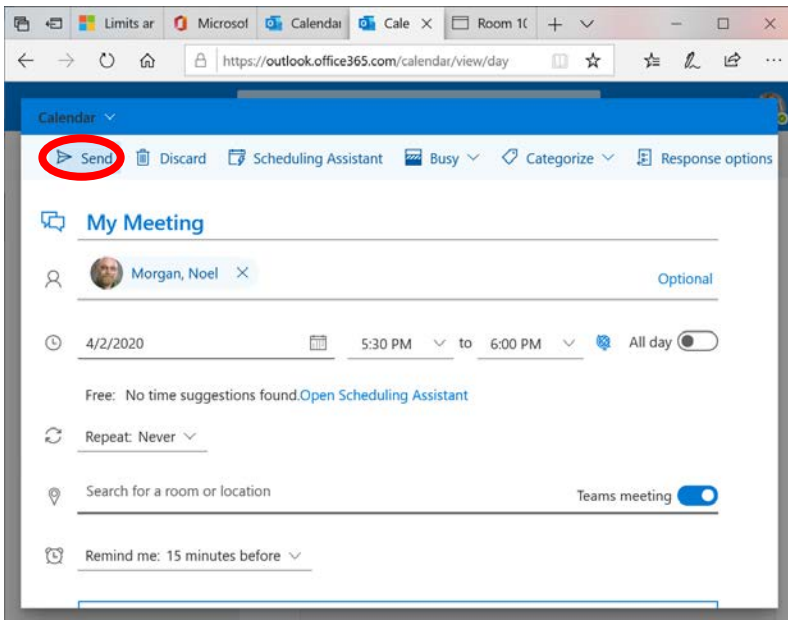 Limits ar Microsof Calendar Cale Room 10
https://outlook.office365.com/calendar/view/day
Calendar
Send Discard Scheduling Assistant Busy Categorize Response options
My Meeting
Morgan, Noel Optional
4/2/2020 5:30 PM to 6:00 PM All day
Free: No time suggestions found.Open Scheduling Assistant
Repeat: Never
Search for a room or location Teams meeting
Remind me: 15 minutes before